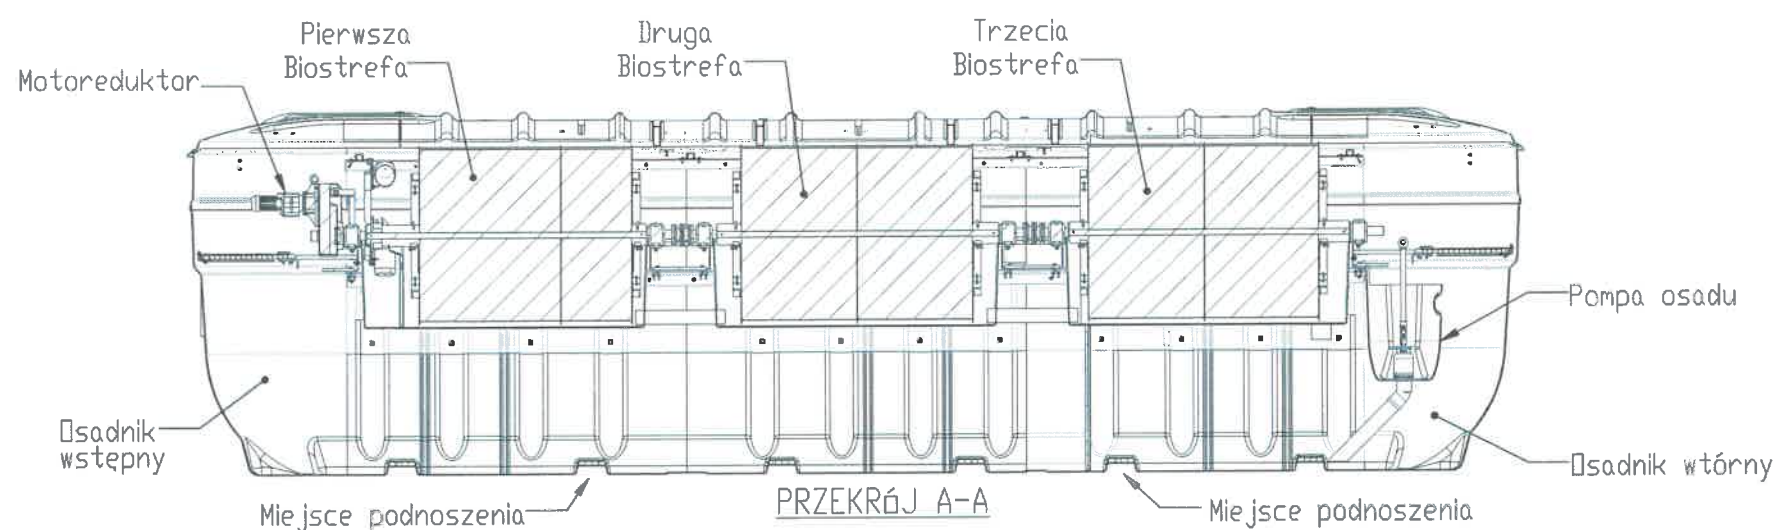 Pierwsza
Biostrefa
Druga
Biostrefa
Trzecia
Biostrefa
Motoreduktor
Pompa osadu
Osadnik
wstępny
Osadnik wtórny
Miejsce podnoszenia
PRZEKRÓJ A-A
Miejsce podnoszenia